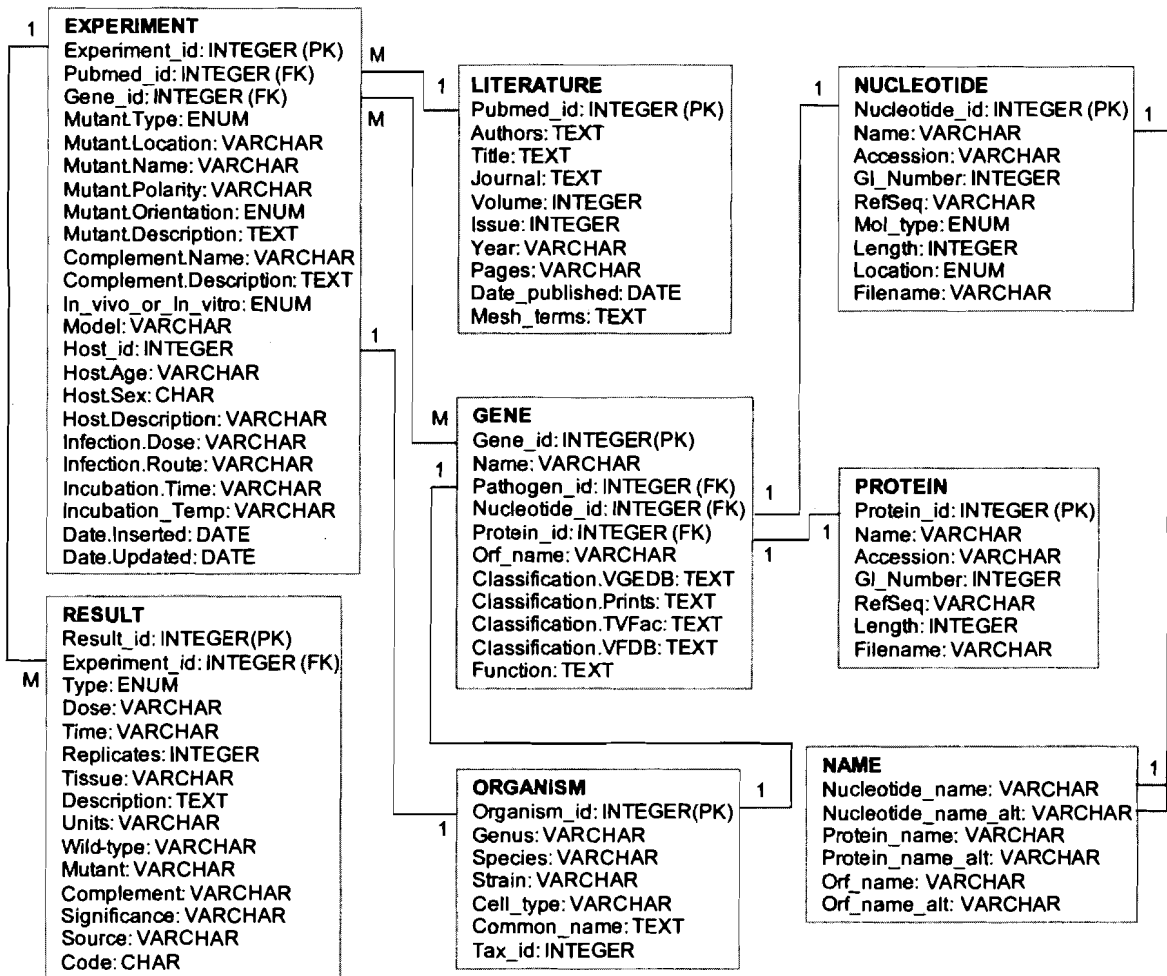 1
EXPERIMENT
Experiment_id: INTEGER (PK)
Pubmed_id: INTEGER (FK)
Gene_id: INTEGER (FK)
Mutant.Type: ENUM
Mutant.Location: VARCHAR
Mutant.Name: VARCHAR
Mutant.Polarity: VARCHAR
Mutant.Orientation: ENUM
Mutant.Description: TEXT
Complement.Name: VARCHAR
Complement.Description: TEXT
In_vivo_or_In_vitro: ENUM
Model: VARCHAR
Host_id: INTEGER
Host.Age: VARCHAR
Host.Sex: CHAR
Host.Description: VARCHAR
Infection.Dose: VARCHAR
Infection.Route: VARCHAR
Incubation.Time: VARCHAR
Incubation_Temp: VARCHAR
Date.Inserted: DATE
Date.Updated: DATE
M
M
1
1
LITERATURE
Pubmed_id: INTEGER (PK)
Authors: TEXT
Title: TEXT
Journal: TEXT
Volume: INTEGER
Issue: INTEGER
Year: VARCHAR
Pages: VARCHAR
Date_published: DATE
Mesh_terms: TEXT
1
NUCLEOTIDE
Nucleotide_id: INTEGER (PK)
Name: VARCHAR
Accession: VARCHAR
GI_Number: INTEGER
RefSeq: VARCHAR
Mol_type: ENUM
Length: INTEGER
Location: ENUM
Filename: VARCHAR
1
M
1
GENE
Gene_id: INTEGER(PK)
Name: VARCHAR
Pathogen_id: INTEGER (FK)
Nucleotide_id: INTEGER (FK)
Protein_id: INTEGER (FK)
Orf_name: VARCHAR
Classification.VGEDB: TEXT
Classification.Prints: TEXT
Classification.TVFac: TEXT
Classification.VFDB: TEXT
Function: TEXT
1
1
1
PROTEIN
Protein_id: INTEGER (PK)
Name: VARCHAR
Accession: VARCHAR
GI_Number: INTEGER
RefSeq: VARCHAR
Length: INTEGER
Filename: VARCHAR
M
RESULT
Result_id: INTEGER(PK)
Experiment_id: INTEGER (FK)
Type: ENUM
Dose: VARCHAR
Time: VARCHAR
Replicates: INTEGER
Tissue: VARCHAR
Description: TEXT
Units: VARCHAR
Wild-type: VARCHAR
Mutant: VARCHAR
Complement: VARCHAR
Significance: VARCHAR
Source: VARCHAR
Code: CHAR
1
ORGANISM
Organism_id: INTEGER(PK)
Genus: VARCHAR
Species: VARCHAR
Strain: VARCHAR
Cell_type: VARCHAR
Common_name: TEXT
Tax_id: INTEGER
1
NAME
Nucleotide_name: VARCHAR
Nucleotide_name_alt: VARCHAR
Protein_name: VARCHAR
Protein_name_alt: VARCHAR
Orf_name: VARCHAR
Orf_name_alt: VARCHAR
1